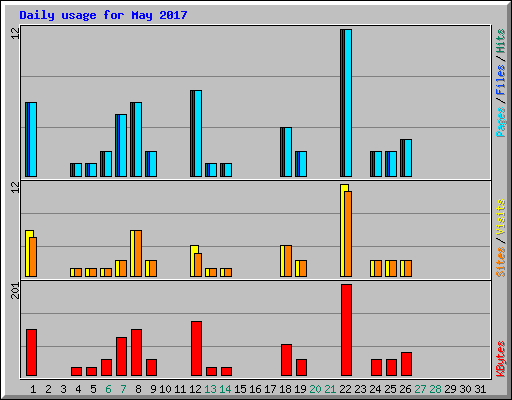 Daily usage for May 2017
12
Pages / Files / Hits
12
Sites / Visits
201
KBytes
1 2 3 4 5 6 7 8 9 10 11 12 13 14 15 16 17 18 19 20 21 22 23 24 25 26 27 28 29 30 31